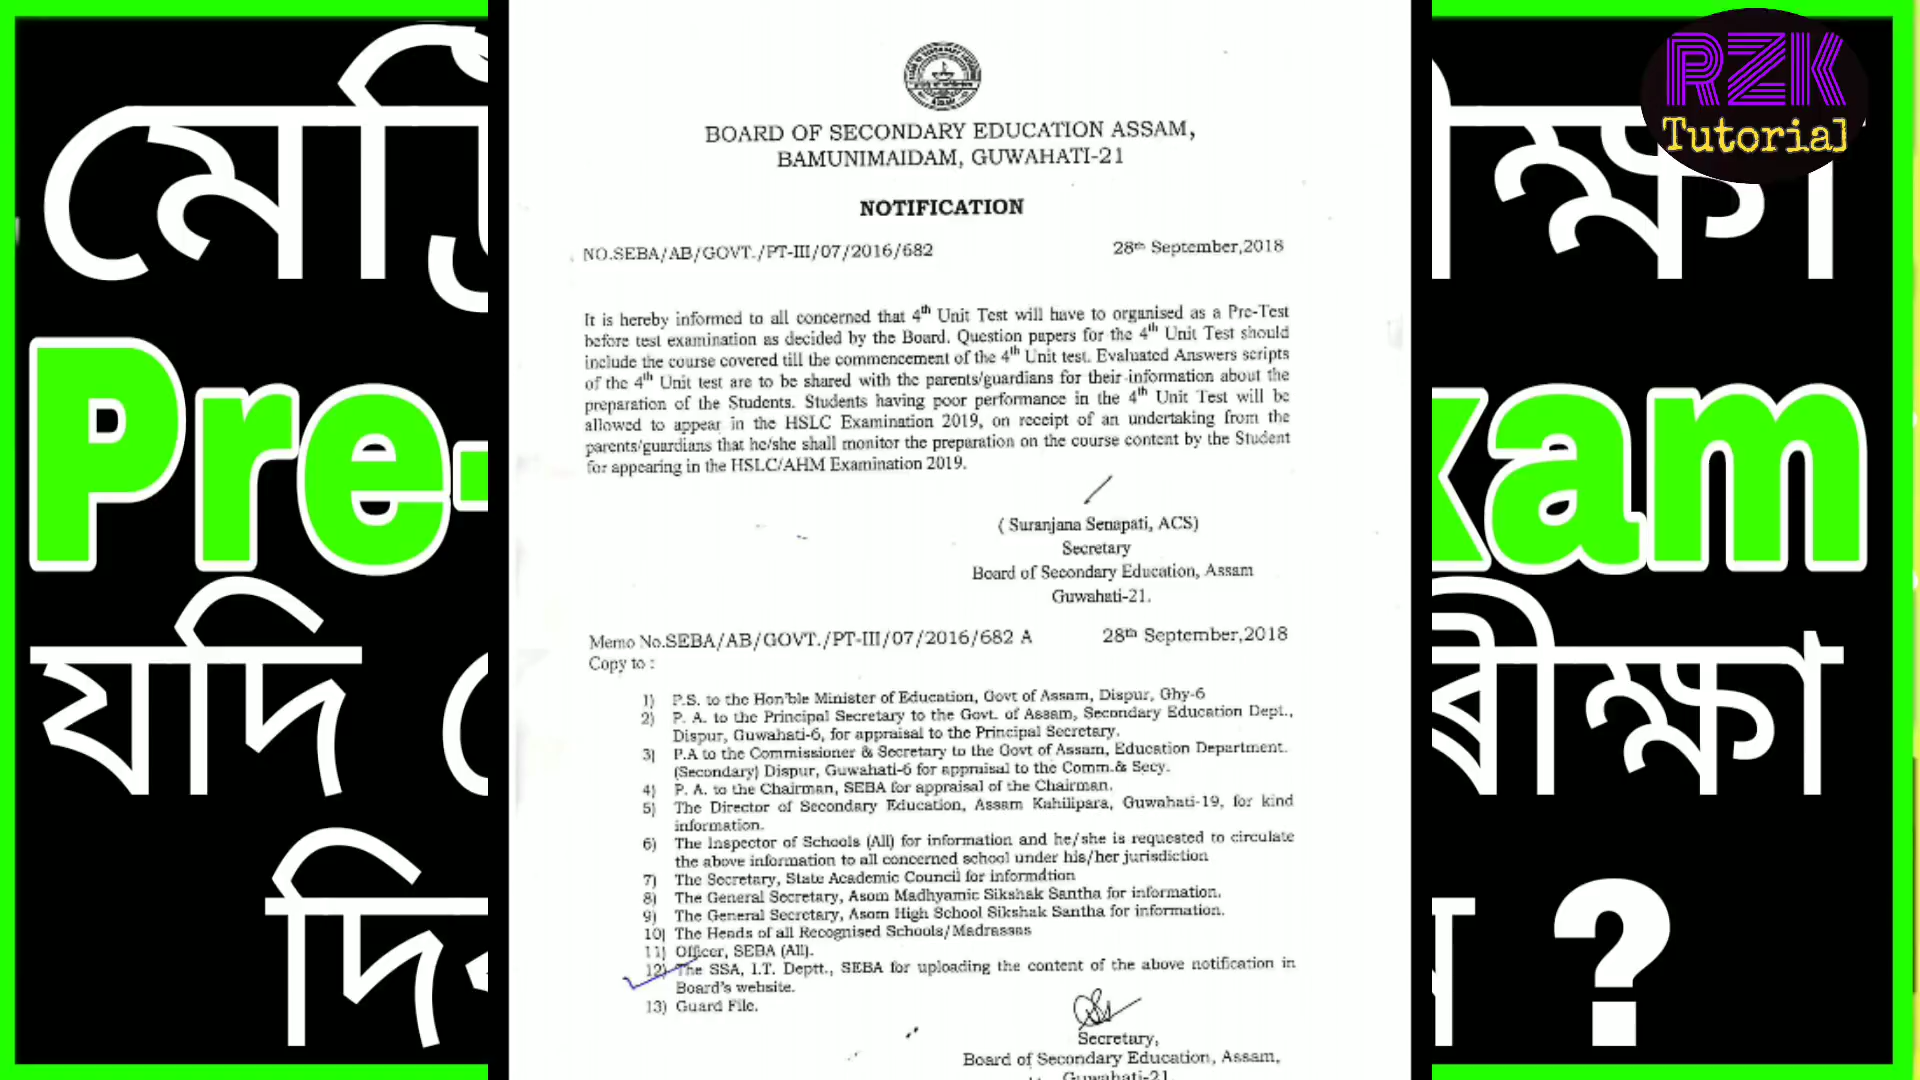 RZK
Tutorial
Pre-
BOARD OF SECONDARY EDUCATION ASSAM,
BAMUNIMAIDAM, GUWAHATI-21
NOTIFICATION
NO.SEBA/AB/GOVT./PT-III/07/2016/682 28th September,2018
It is hereby informed to all concerned that 4th Unit Test will have to organised as a Pre-Test
before test examination as decided by the Board. Question papers for the 4th Unit Test should
include the course covered till the commencement of the 4th Unit test. Evaluated Answers scripts
of the 4th Unit test are to be shared with the parents/guardians for their information about the
preparation of the Students. Students having poor performance in the 4th Unit Test will be
allowed to appear in the HSLC Examination 2019, on receipt of an undertaking from the
parents/guardians that he/she shall monitor the preparation on the course content by the Student
for appearing in the HSLC/AHM Examination 2019.
( Suranjana Senapati, ACS)
Secretary
Board of Secondary Education, Assam
Guwahati-21.
Memo No.SEBA/AB/GOVT./PT-III/07/2016/682 A 28th September,2018
Copy to :
1) P.S. to the Hon'ble Minister of Education, Govt of Assam, Dispur, Ghy-6
2) P. A. to the Principal Secretary to the Govt. of Assam, Secondary Education Dept.,
Dispur, Guwahati-6, for appraisal to the Principal Secretary.
3) P.A to the Commissioner & Secretary to the Govt of Assam, Education Department.
(Secondary) Dispur, Guwahati-6 for appraisal to the Comm.& Secy.
4) P. A. to the Chairman, SEBA for appraisal of the Chairman.
5) The Director of Secondary Education, Assam Kahilipara, Guwahati-19, for kind
information.
6) The Inspector of Schools (All) for information and he/she is requested to circulate
the above information to all concerned school under his/her jurisdiction
7) The Secretary, State Academic Council for information
8) The General Secretary, Asom Madhyamic Sikshak Santha for information.
9) The General Secretary, Asom High School Sikshak Santha for information.
10) The Heads of all Recognised Schools/Madrassas
11) Officer, SEBA (All).
12) The SSA, I.T. Deptt., SEBA for uploading the content of the above notification in
Board's website.
13) Guard File.
Secretary,
Board of Secondary Education, Assam,
Guwahati-21
যদি
?